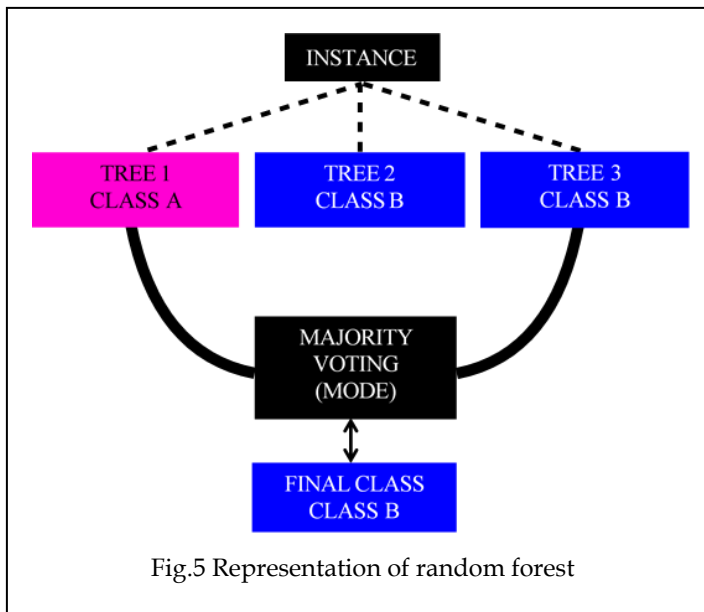 INSTANCE
TREE 1
CLASS A
TREE 2
CLASS B
TREE 3
CLASS B
MAJORITY
VOTING
(MODE)
FINAL CLASS
CLASS B
Fig.5 Representation of random forest